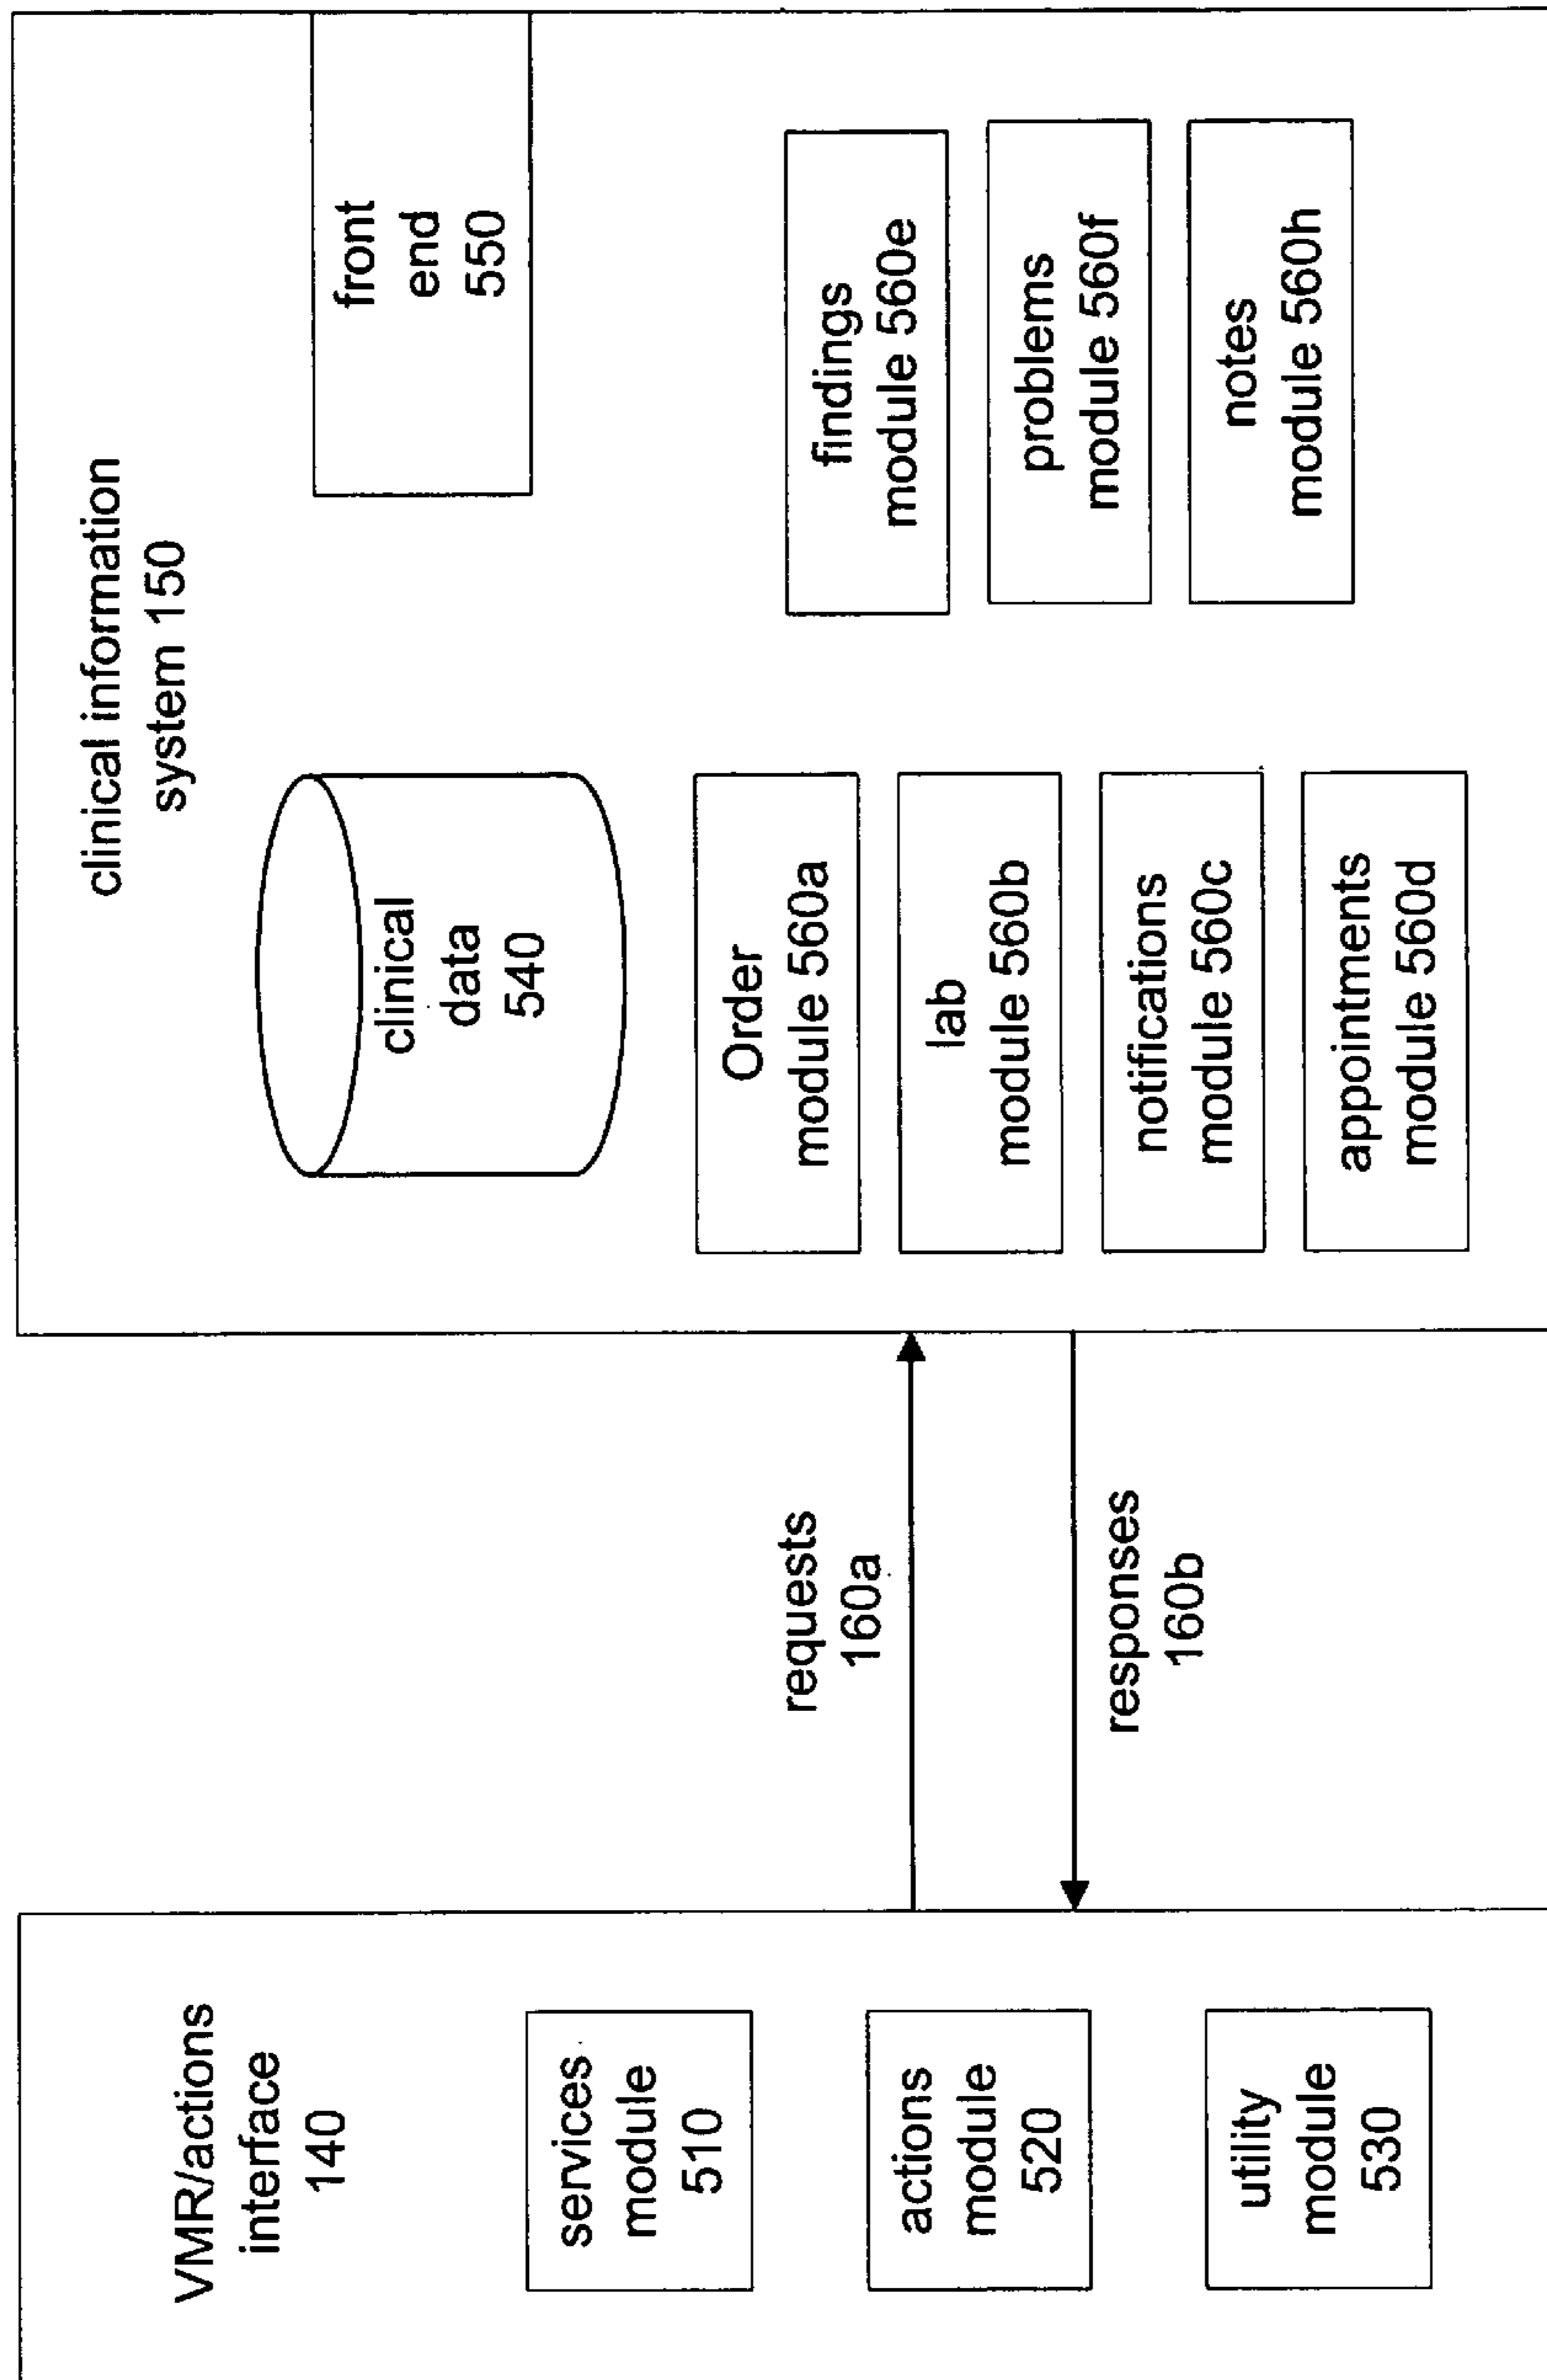 VMR/actions
interface
140
services
module
510
actions
module
520
utility
module
530
requests
160a
responses
160b
clinical information
system 150
clinical
data
540
front
end
550
Order
module 560a
lab
module 560b
notifications
module 560c
appointments
module 560d
findings
module 560e
problems
module 560f
notes
module 560h